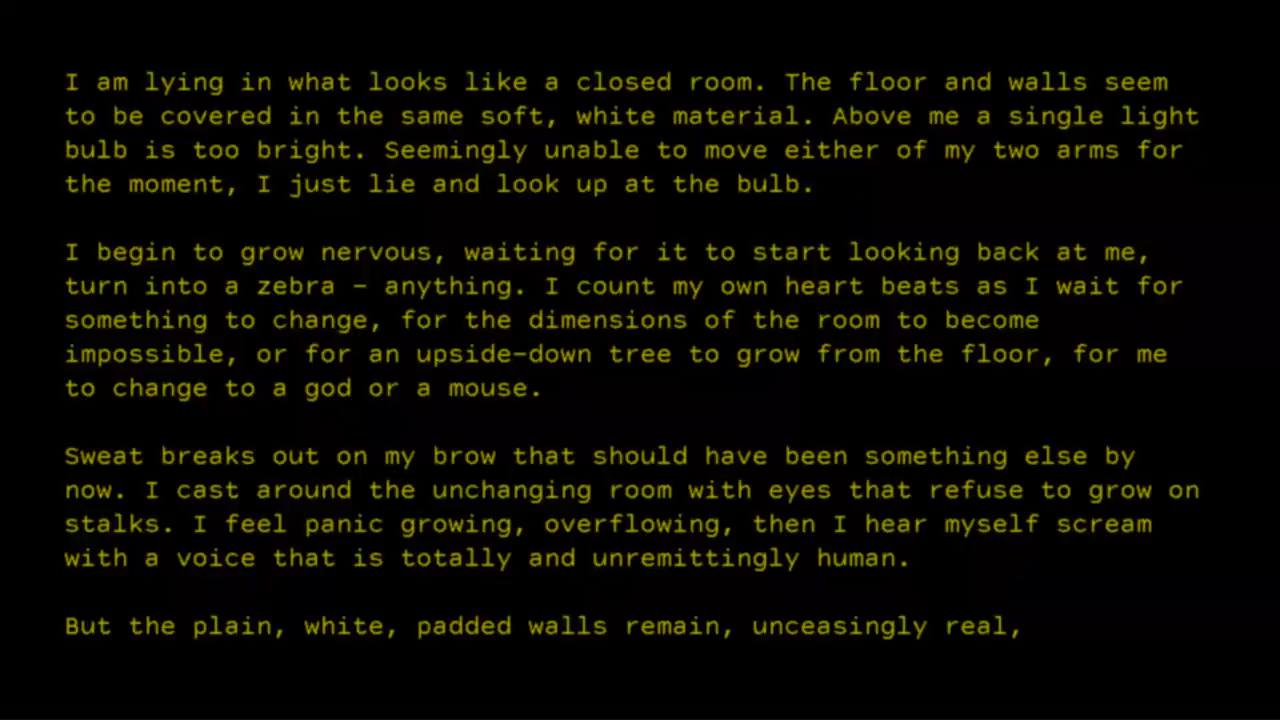 I am lying in what looks like a closed room. The floor and walls seem
to be covered in the same soft, white material. Above me a single light
bulb is too bright. Seemingly unable to move either of my two arms for
the moment, I just lie and look up at the bulb.
I begin to grow nervous, waiting for it to start looking back at me,
turn into a zebra – anything. I count my own heart beats as I wait for
something to change, for the dimensions of the room to become
impossible, or for an upside-down tree to grow from the floor, for me
to change to a god or a mouse.
Sweat breaks out on my brow that should have been something else by
now. I cast around the unchanging room with eyes that refuse to grow on
stalks. I feel panic growing, overflowing, then I hear myself scream
with a voice that is totally and unremittingly human.
But the plain, white, padded walls remain, unceasingly real,